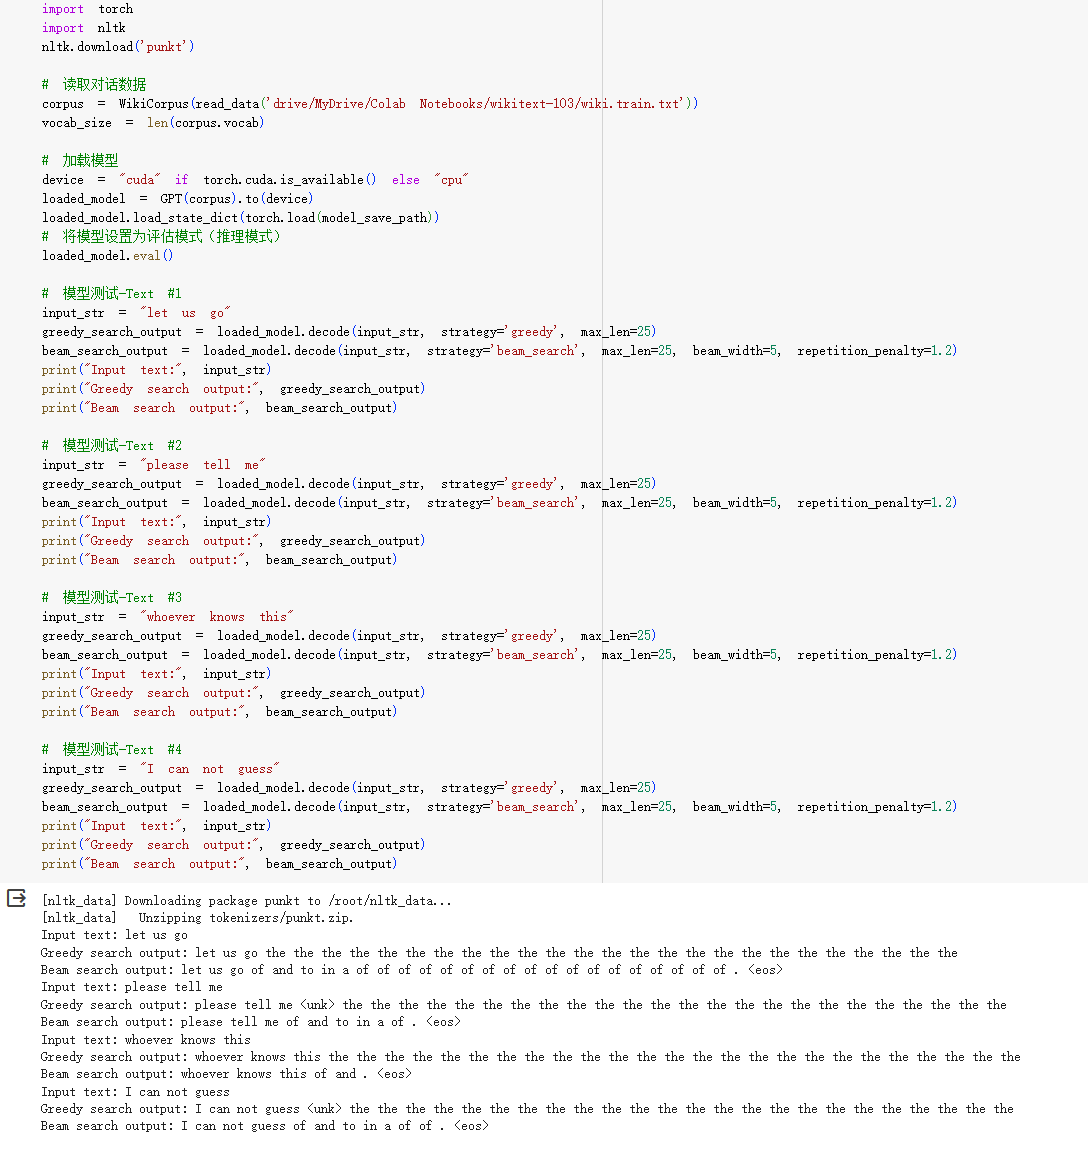 import torch
import nltk
nltk.download('punkt')
# 读取对话数据
corpus = WikiCorpus(read_data('drive/MyDrive/Colab Notebooks/wikitext-103/wiki.train.txt'))
vocab_size = len(corpus.vocab)
# 加载模型
device = "cuda" if torch.cuda.is_available() else "cpu"
loaded_model = GPT(corpus).to(device)
loaded_model.load_state_dict(torch.load(model_save_path))
# 将模型设置为评估模式（推理模式）
loaded_model.eval()
# 模型测试-Text #1
input_str = "let us go"
greedy_search_output = loaded_model.decode(input_str, strategy='greedy', max_len=25)
beam_search_output = loaded_model.decode(input_str, strategy='beam_search', max_len=25, beam_width=5, repetition_penalty=1.2)
print("Input text:", input_str)
print("Greedy search output:", greedy_search_output)
print("Beam search output:", beam_search_output)
# 模型测试-Text #2
input_str = "please tell me"
greedy_search_output = loaded_model.decode(input_str, strategy='greedy', max_len=25)
beam_search_output = loaded_model.decode(input_str, strategy='beam_search', max_len=25, beam_width=5, repetition_penalty=1.2)
print("Input text:", input_str)
print("Greedy search output:", greedy_search_output)
print("Beam search output:", beam_search_output)
# 模型测试-Text #3
input_str = "whoever knows this"
greedy_search_output = loaded_model.decode(input_str, strategy='greedy', max_len=25)
beam_search_output = loaded_model.decode(input_str, strategy='beam_search', max_len=25, beam_width=5, repetition_penalty=1.2)
print("Input text:", input_str)
print("Greedy search output:", greedy_search_output)
print("Beam search output:", beam_search_output)
# 模型测试-Text #4
input_str = "I can not guess"
greedy_search_output = loaded_model.decode(input_str, strategy='greedy', max_len=25)
beam_search_output = loaded_model.decode(input_str, strategy='beam_search', max_len=25, beam_width=5, repetition_penalty=1.2)
print("Input text:", input_str)
print("Greedy search output:", greedy_search_output)
print("Beam search output:", beam_search_output)
[nltk_data] Downloading package punkt to /root/nltk_data...
[nltk_data] Unzipping tokenizers/punkt.zip.
Input text: let us go
Greedy search output: let us go the the the the the the the the the the the the the the the the the the the the the the the the the
Beam search output: let us go of and to in a of of of of of of of of of of of of of of of of of of . <eos>
Input text: please tell me
Greedy search output: please tell me <unk> the the the the the the the the the the the the the the the the the the the the the the the the
Beam search output: please tell me of and to in a of . <eos>
Input text: whoever knows this
Greedy search output: whoever knows this the the the the the the the the the the the the the the the the the the the the the the the the the
Beam search output: whoever knows this of and . <eos>
Input text: I can not guess
Greedy search output: I can not guess <unk> the the the the the the the the the the the the the the the the the the the the the the the the
Beam search output: I can not guess of and to in a of of . <eos>